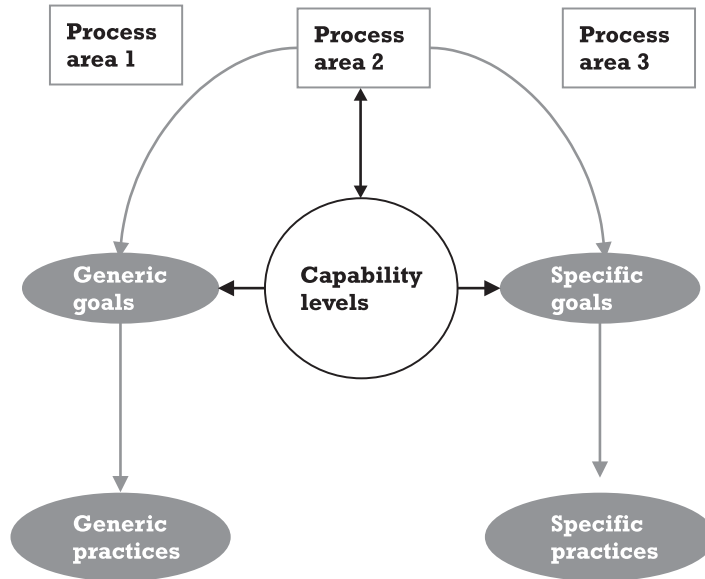 Process
area 1
Process
area 2
Process
area 3
Generic
goals
Capability
levels
Specific
goals
Generic
practices
Specific
practices